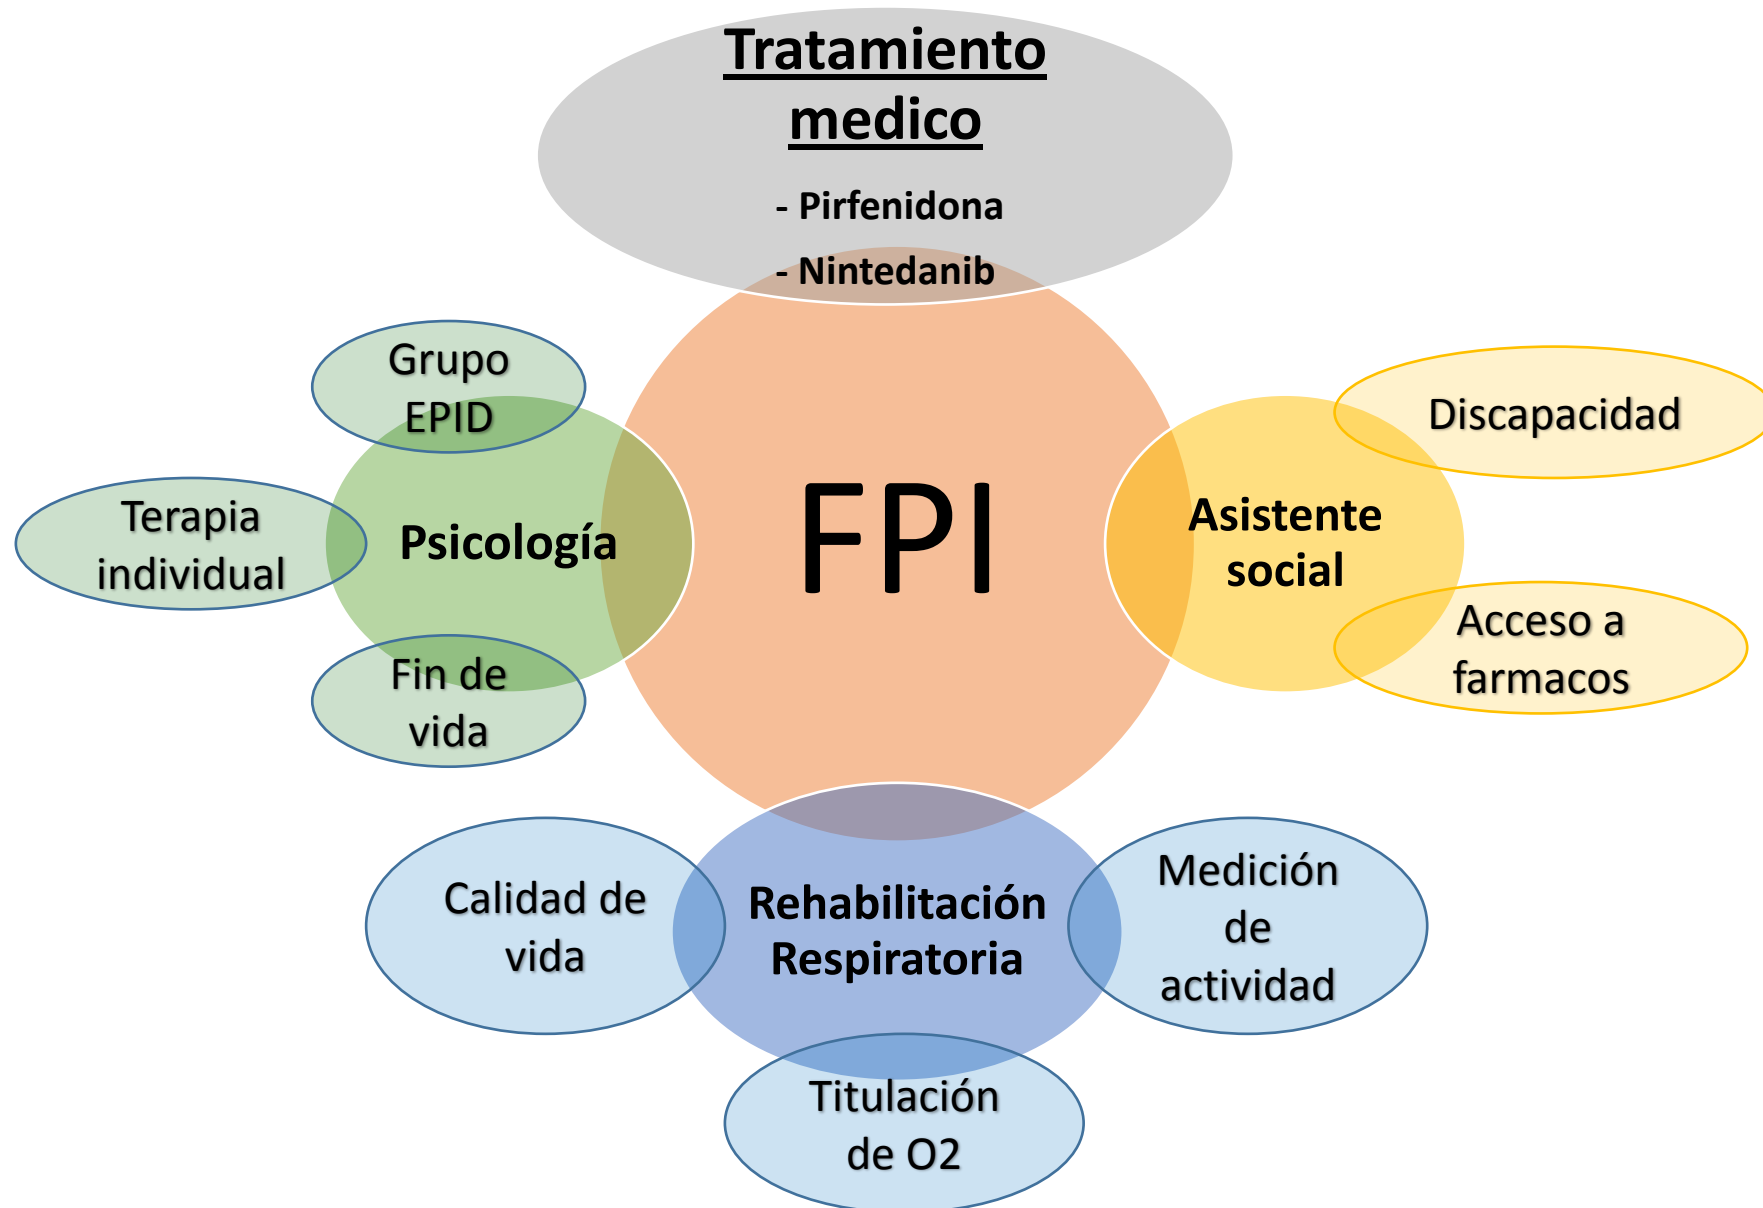 Tratamiento
medico
- Pirfenidona
- Nintedanib
Grupo
EPID
Terapia
individual
Psicología
Fin de
vida
FPI
Asistente
social
Discapacidad
Acceso a
farmacos
Calidad de
vida
Rehabilitación
Respiratoria
Medición
de
actividad
Titulación
de O2